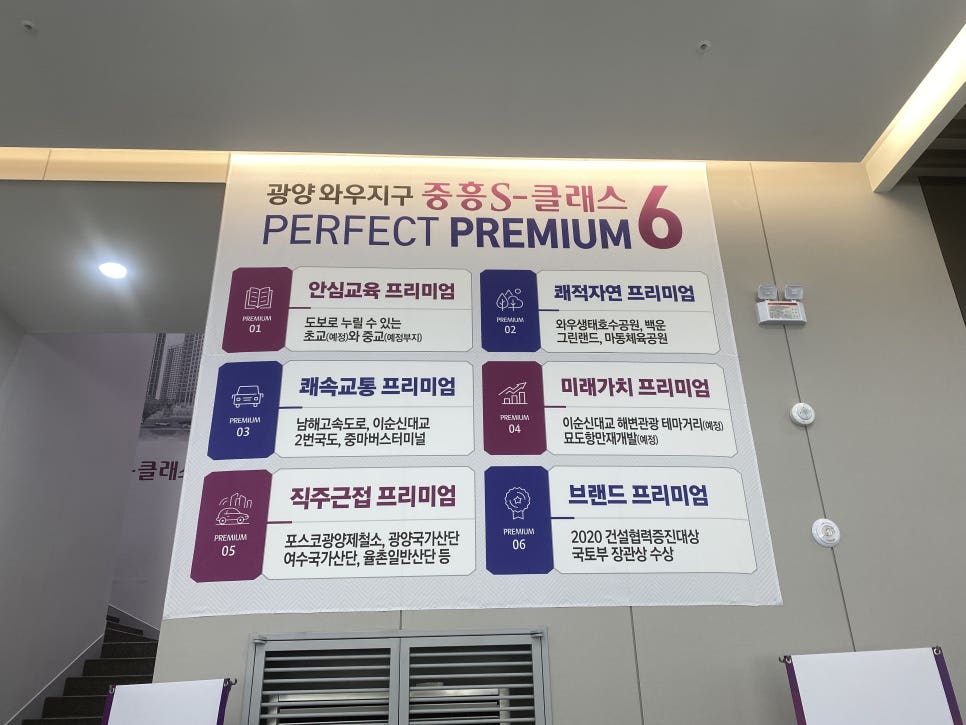 광양 와우지구 중흥S-클래스
PERFECT PREMIUM 6
PREMIUM
01
안심교육 프리미엄
도보로 누릴 수 있는
초교(예정)와 중교(예정부지)
PREMIUM
02
쾌적자연 프리미엄
와우생태호수공원, 백운
그린랜드, 마동체육공원
PREMIUM
03
쾌속교통 프리미엄
남해고속도로, 이순신대교
2번국도, 중마버스터미널
PREMIUM
04
미래가치 프리미엄
이순신대교 해변관광 테마거리(예정)
묘도항만재개발(예정)
PREMIUM
05
직주근접 프리미엄
포스코광양제철소, 광양국가산단
여수국가산단, 율촌일반산단 등
PREMIUM
06
브랜드 프리미엄
2020 건설협력증진대상
국토부 장관상 수상
-클래스